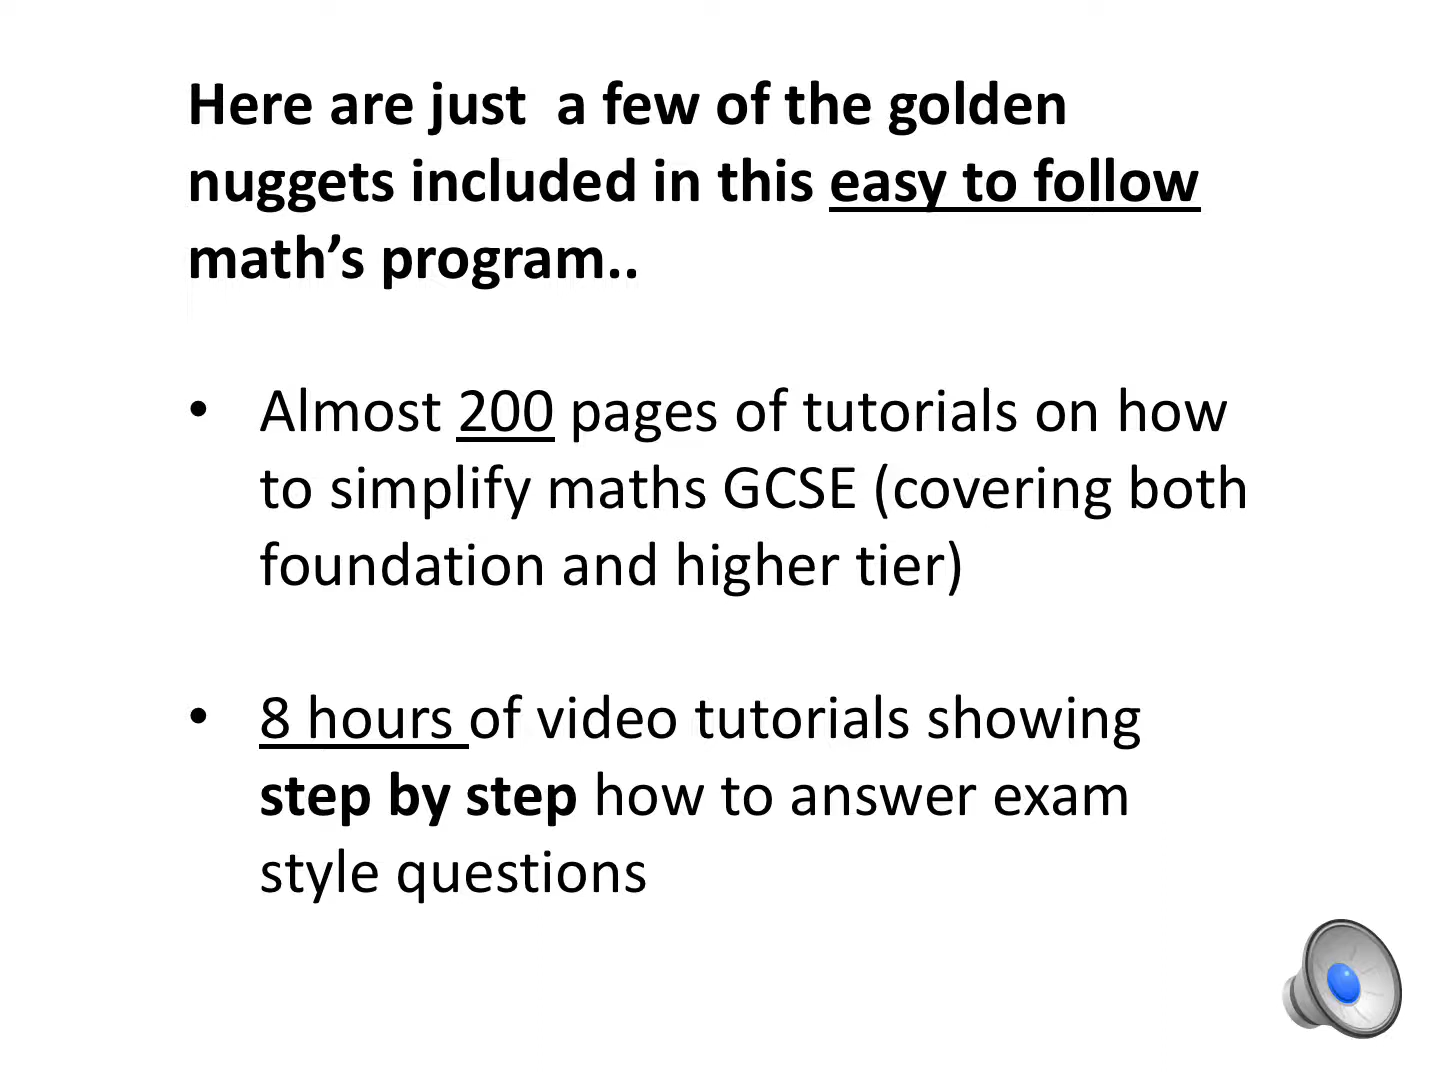 Here are just  a few of the golden
nuggets included in this easy to follow
math’s program..
• Almost 200 pages of tutorials on how
to simplify maths GCSE (covering both
foundation and higher tier)
• 8 hours of video tutorials showing
step by step how to answer exam
style questions